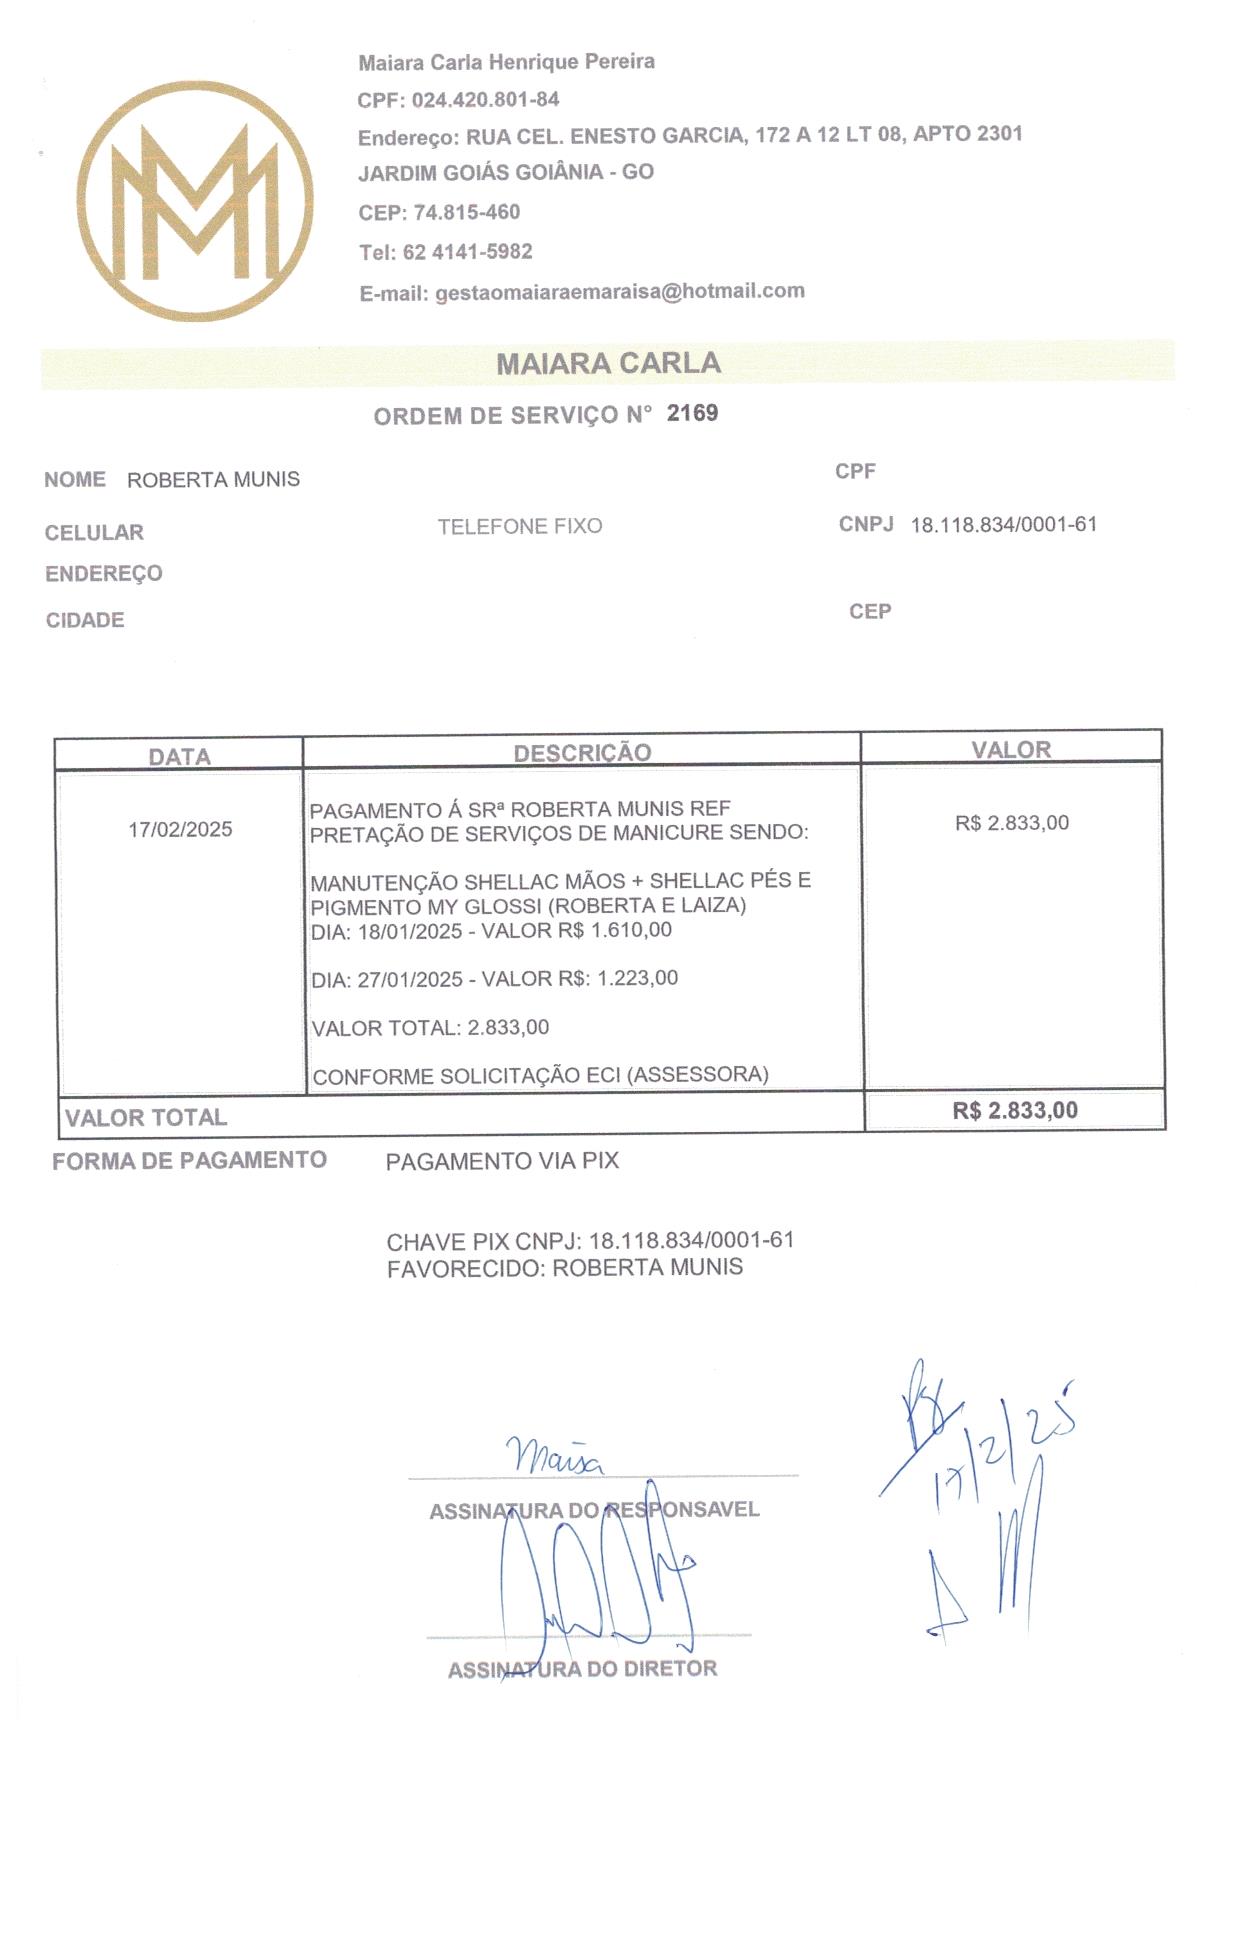 Maiara Carla Henrique Pereira
CPF: 024.420.801-84
Endereço: RUA CEL. ENESTO GARCIA, 172 A 12 LT 08, APTO 2301
JARDIM GOIÁS GOIÂNIA - GO
CEP: 74.815-460
Tel: 62 4141-5982
E-mail: gestaomaiaraemaraisa@hotmail.com
MAIARA CARLA
ORDEM DE SERVIÇO N° 2169
NOME ROBERTA MUNIS CPF
CELULAR TELEFONE FIXO CNPJ 18.118.834/0001-61
ENDEREÇO
CIDADE CEP
DATA DESCRIÇÃO VALOR
17/02/2025
PAGAMENTO Á SRª ROBERTA MUNIS REF
PRETAÇÃO DE SERVIÇOS DE MANICURE SENDO:
MANUTENÇÃO SHELLAC MÃOS + SHELLAC PÉS E
PIGMENTO MY GLOSSI (ROBERTA E LAIZA)
DIA: 18/01/2025 - VALOR R$ 1.610,00
DIA: 27/01/2025 - VALOR R$: 1.223,00
VALOR TOTAL: 2.833,00
CONFORME SOLICITAÇÃO ECI (ASSESSORA)
R$ 2.833,00
VALOR TOTAL R$ 2.833,00
FORMA DE PAGAMENTO PAGAMENTO VIA PIX
CHAVE PIX CNPJ: 18.118.834/0001-61
FAVORECIDO: ROBERTA MUNIS
Maisa
ASSINATURA DO RESPONSAVEL
17/2/25
ASSINATURA DO DIRETOR